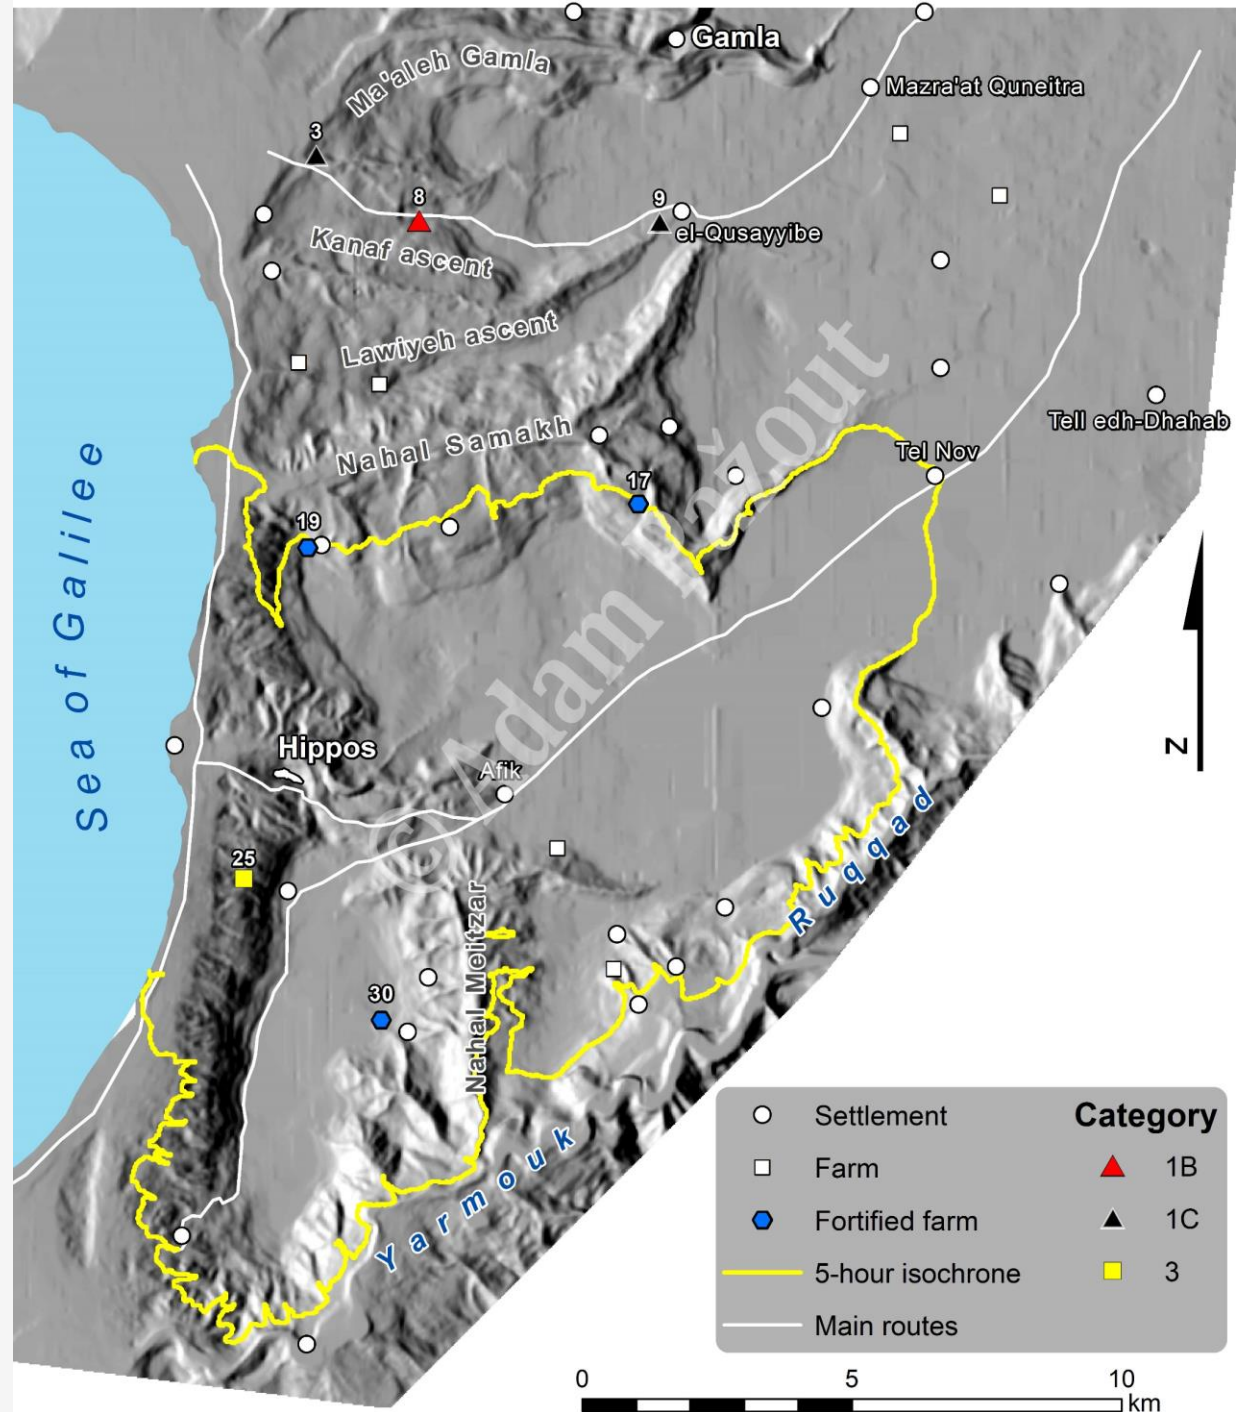 Gamla
Ma'aleh Gamla
Mazra'at Quneitra
3
8
9
el-Qusayyibe
Kanaf ascent
Lawiyeh ascent
Nahal Samakh
Tell edh-Dhahab
Tel Nov
17
19
Sea of Galilee
© Adam Pažout
Hippos
Afik
N
25
Ruqqad
Nahal Meitzar
30
Yarmouk
Settlement
Farm
Fortified farm
5-hour isochrone
Main routes
Category
1B
1C
3
0 5 10
km